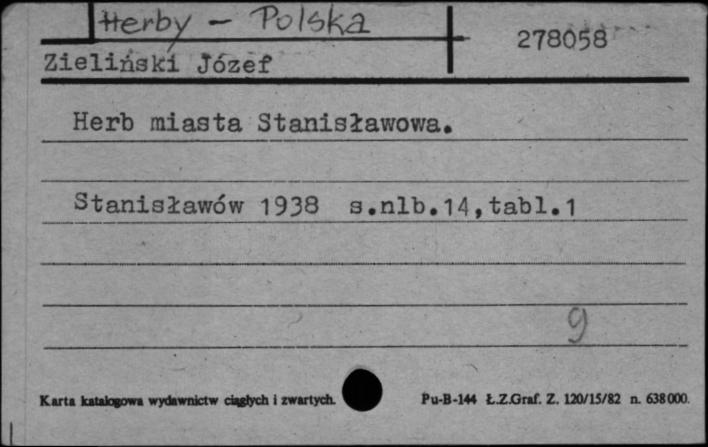 Herby - Polska
278058
Zieliński Józef
Herb miasta Stanisławowa.
Stanisławów 1938 s.nlb.14,tabl.1
9
Karta katalogowa wydawnictw ciągłych i zwartych.
Pu-B-144 Ł.Z.Graf. Z. 120/15/82 n. 638000.